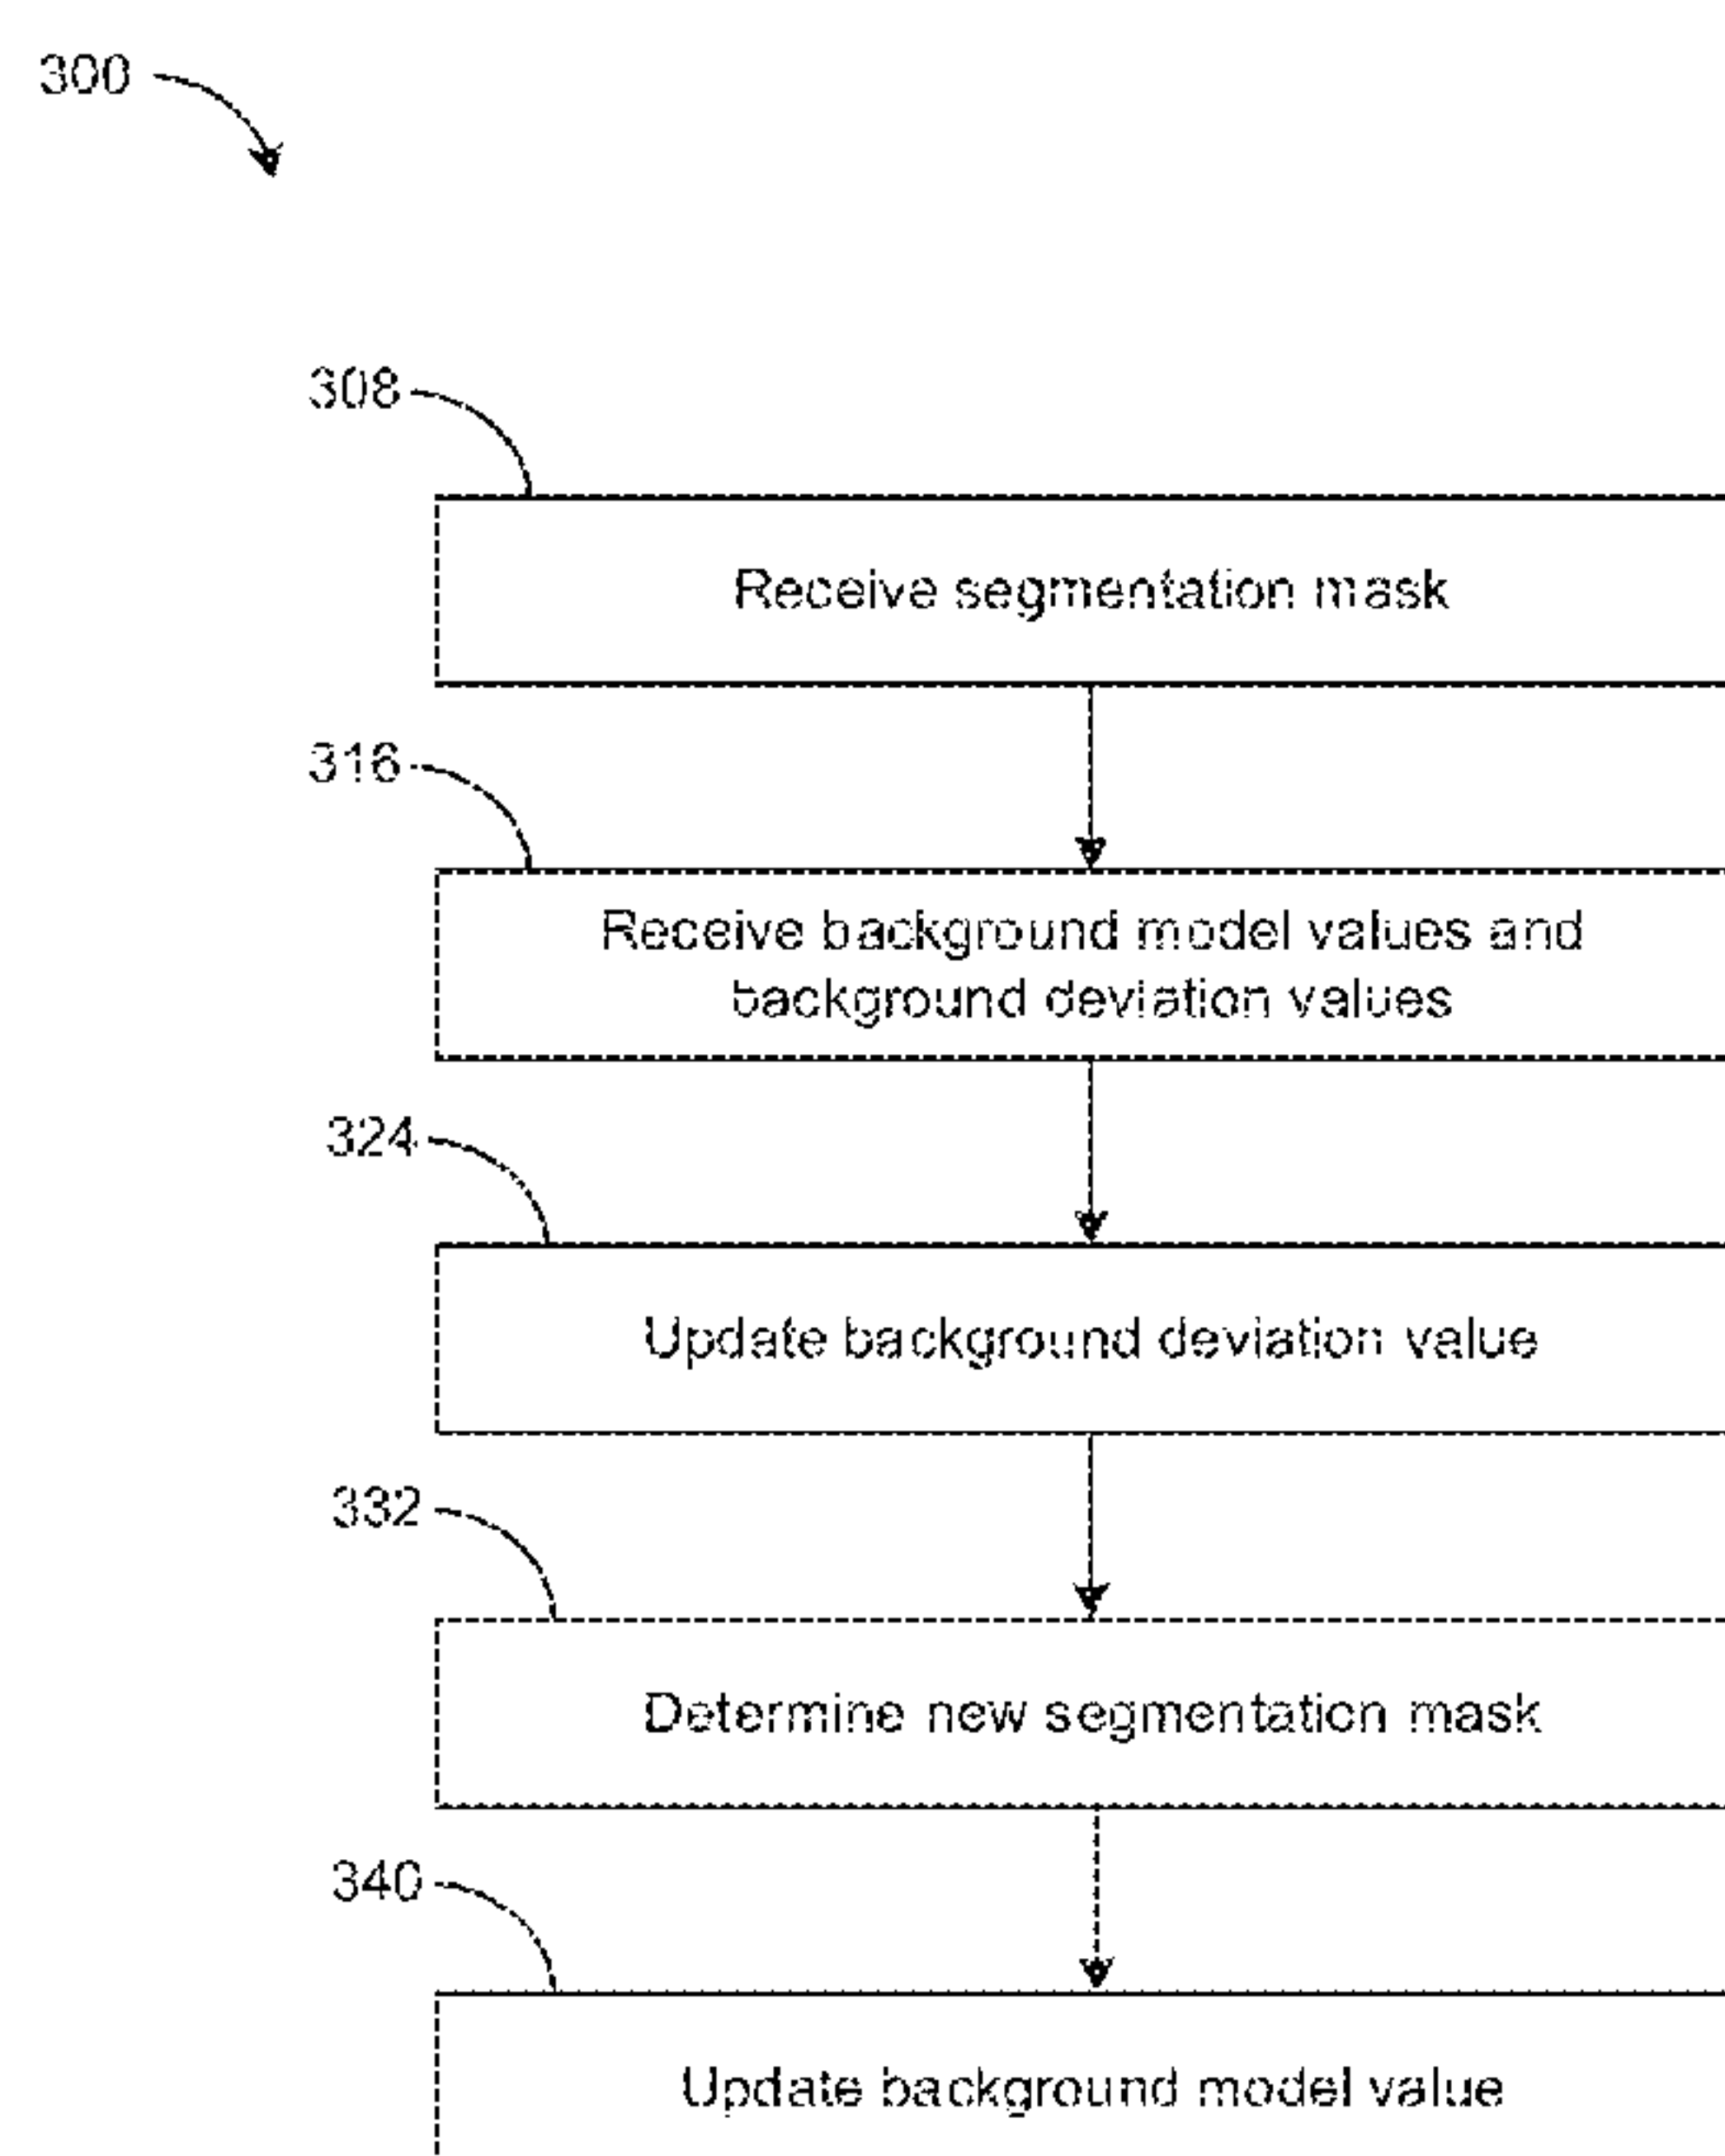 300
308
Receive segmentation mask
316
Receive background model values and
background deviation values
324
Update background deviation value
332
Determine new segmentation mask
340
Update background model value